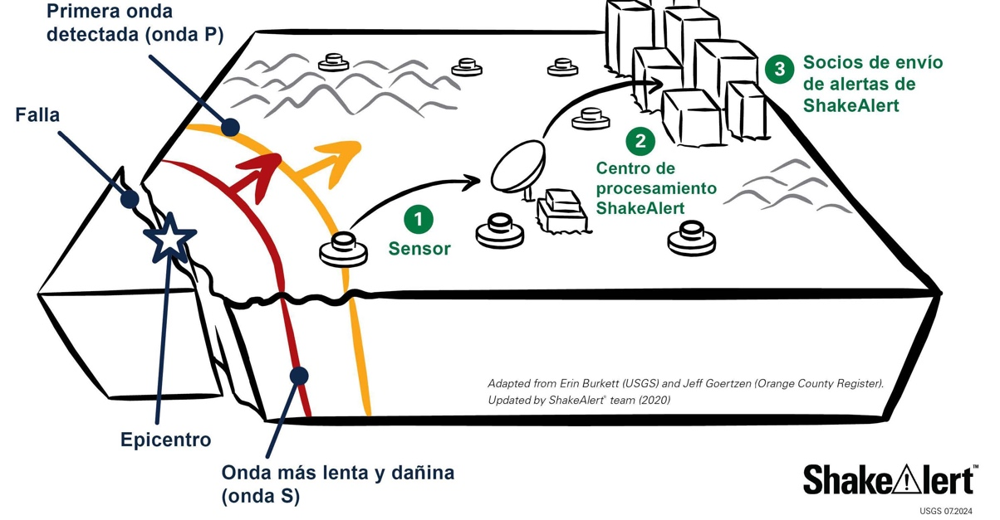 Primera onda
detectada (onda P)
Falla
3
Socios de envío
de alertas de
ShakeAlert
2
Centro de
procesamiento
ShakeAlert
1
Sensor
Adapted from Erin Burkett (USGS) and Jeff Goertzen (Orange County Register).
Updated by ShakeAlert® team (2020)
Epicentro
Onda más lenta y dañina
(onda S)
ShakeAlert™
USGS 07.2024